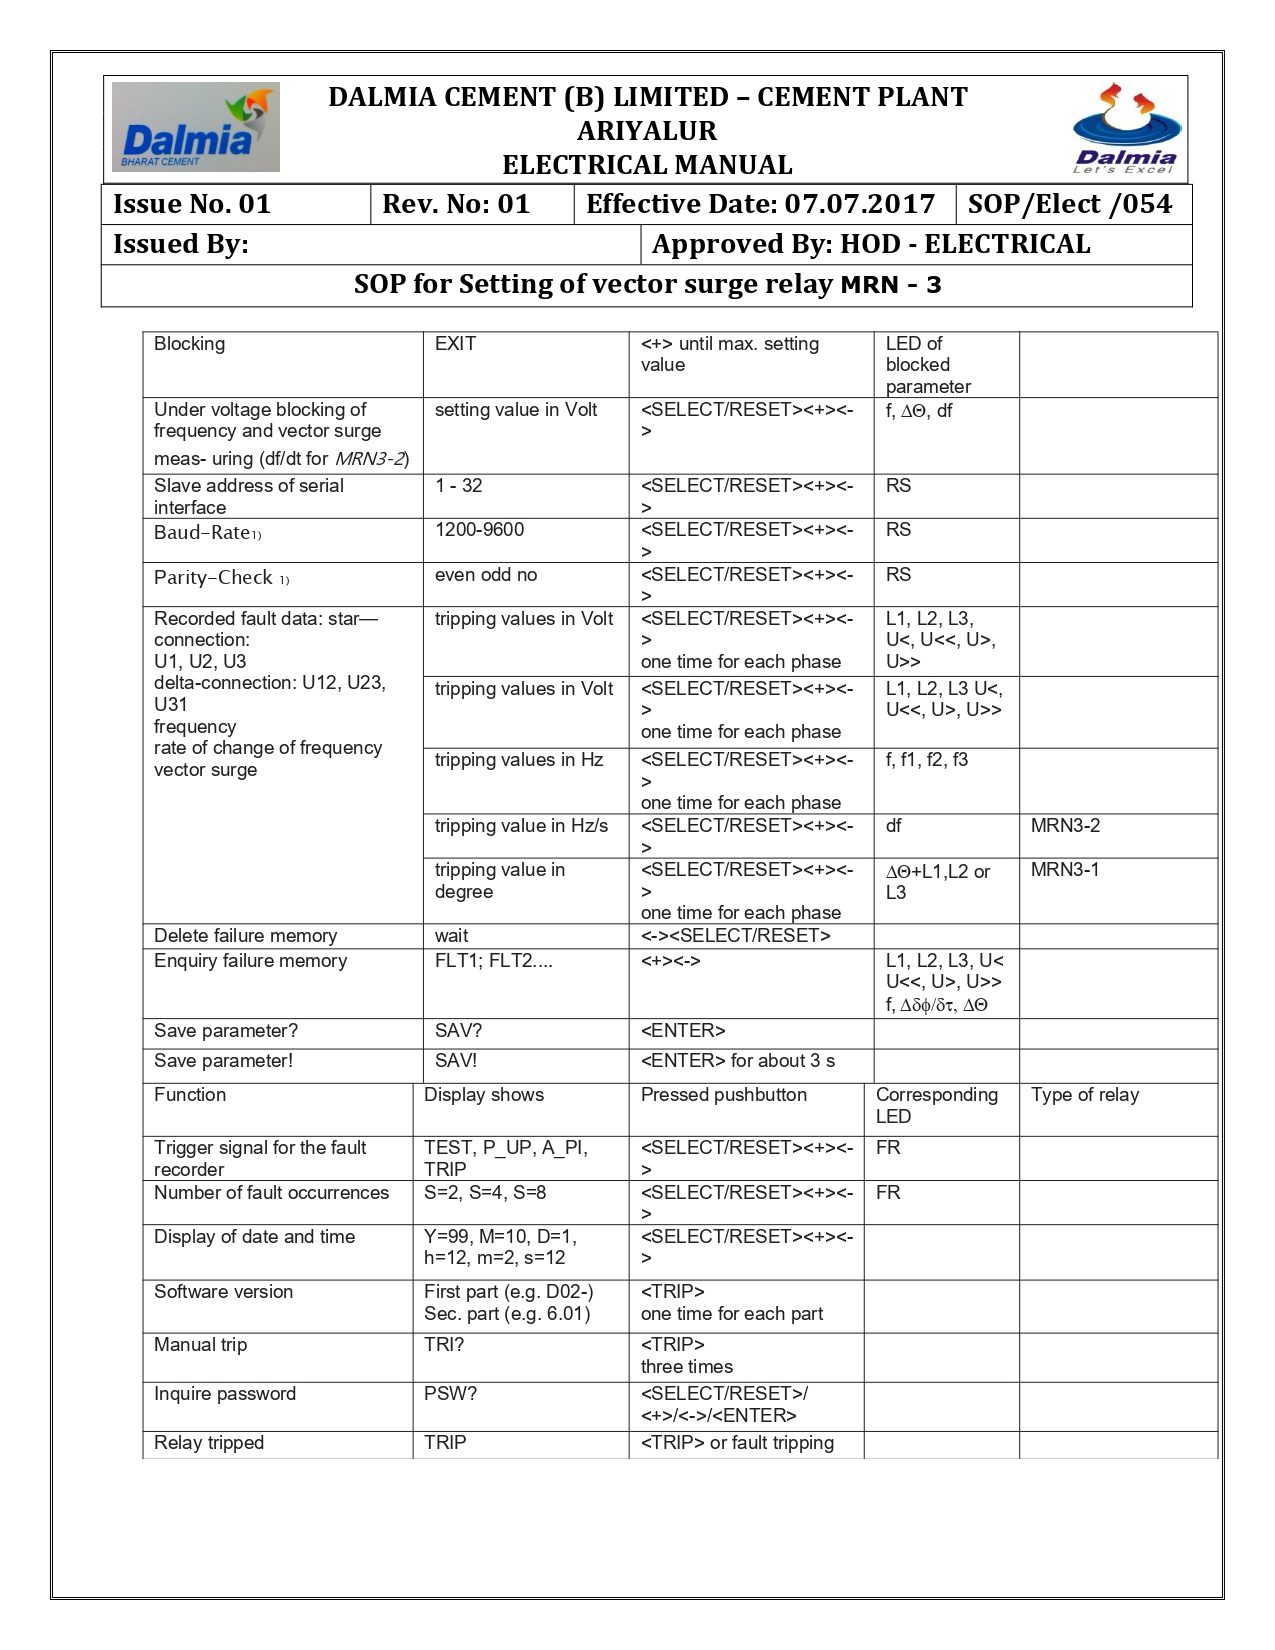 Dalmia
BHARAT CEMENT
DALMIA CEMENT (B) LIMITED – CEMENT PLANT
ARIYALUR
ELECTRICAL MANUAL
Dalmia
Let's Excel
Issue No. 01 Rev. No: 01 Effective Date: 07.07.2017 SOP/Elect /054
Issued By: Approved By: HOD - ELECTRICAL
SOP for Setting of vector surge relay MRN - 3
Blocking EXIT <+> until max. setting
value
LED of
blocked
parameter
Under voltage blocking of
frequency and vector surge
meas- uring (df/dt for MRN3-2)
setting value in Volt
<SELECT/RESET><+><-
>
f, ΔΘ, df
Slave address of serial
interface
1 - 32
<SELECT/RESET><+><-
>
RS
Baud-Rate1)
1200-9600
<SELECT/RESET><+><-
>
RS
Parity-Check 1)
even odd no
<SELECT/RESET><+><-
>
RS
Recorded fault data: star—
connection:
U1, U2, U3
delta-connection: U12, U23,
U31
frequency
rate of change of frequency
vector surge
tripping values in Volt
<SELECT/RESET><+><-
>
one time for each phase
L1, L2, L3,
U<, U<<, U>,
U>>
tripping values in Volt
<SELECT/RESET><+><-
>
one time for each phase
L1, L2, L3 U<,
U<<, U>, U>>
tripping values in Hz
<SELECT/RESET><+><-
>
one time for each phase
f, f1, f2, f3
tripping value in Hz/s
<SELECT/RESET><+><-
>
df
MRN3-2
tripping value in
degree
<SELECT/RESET><+><-
>
one time for each phase
ΔΘ+L1,L2 or
L3
MRN3-1
Delete failure memory wait <-><SELECT/RESET>
Enquiry failure memory FLT1; FLT2.... <+><->
L1, L2, L3, U<
U<<, U>, U>>
f, Δδφ/δτ, ΔΘ
Save parameter? SAV? <ENTER>
Save parameter! SAV! <ENTER> for about 3 s
Function Display shows Pressed pushbutton Corresponding
LED
Type of relay
Trigger signal for the fault
recorder
TEST, P_UP, A_PI,
TRIP
<SELECT/RESET><+><-
>
FR
Number of fault occurrences S=2, S=4, S=8
<SELECT/RESET><+><-
>
FR
Display of date and time
Y=99, M=10, D=1,
h=12, m=2, s=12
<SELECT/RESET><+><-
>
Software version
First part (e.g. D02-)
Sec. part (e.g. 6.01)
<TRIP>
one time for each part
Manual trip TRI?
<TRIP>
three times
Inquire password PSW?
<SELECT/RESET>/
<+>/<->/<ENTER>
Relay tripped TRIP <TRIP> or fault tripping